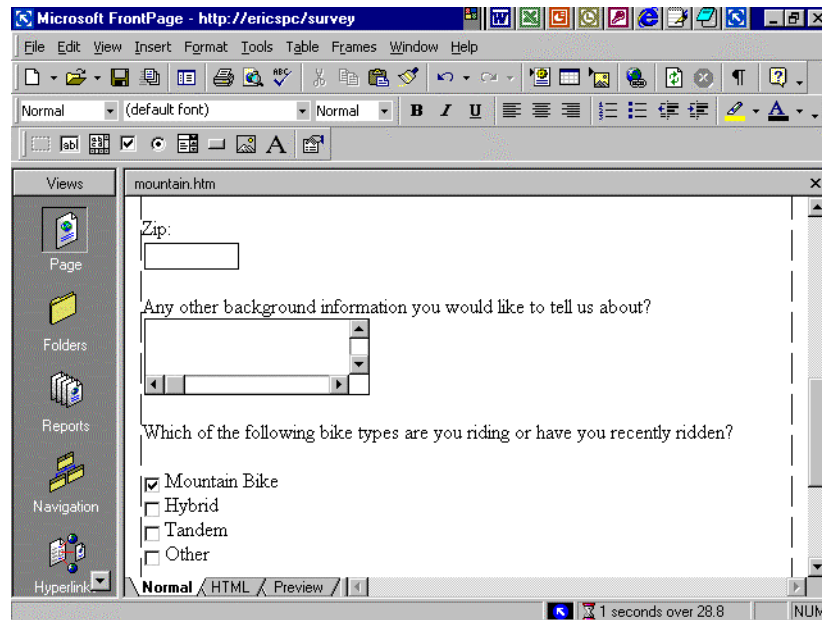 Microsoft FrontPage - http://ericspc/survey
File Edit View Insert Format Tools Table Frames Window Help
Normal (default font) Normal B I U A
abl A
Views mountain.htm
Page
Folders
Reports
Navigation
Hyperlink
Zip:
Any other background information you would like to tell us about?
Which of the following bike types are you riding or have you recently ridden?
Mountain Bike
Hybrid
Tandem
Other
Normal HTML Preview
1 seconds over 28.8 NUM